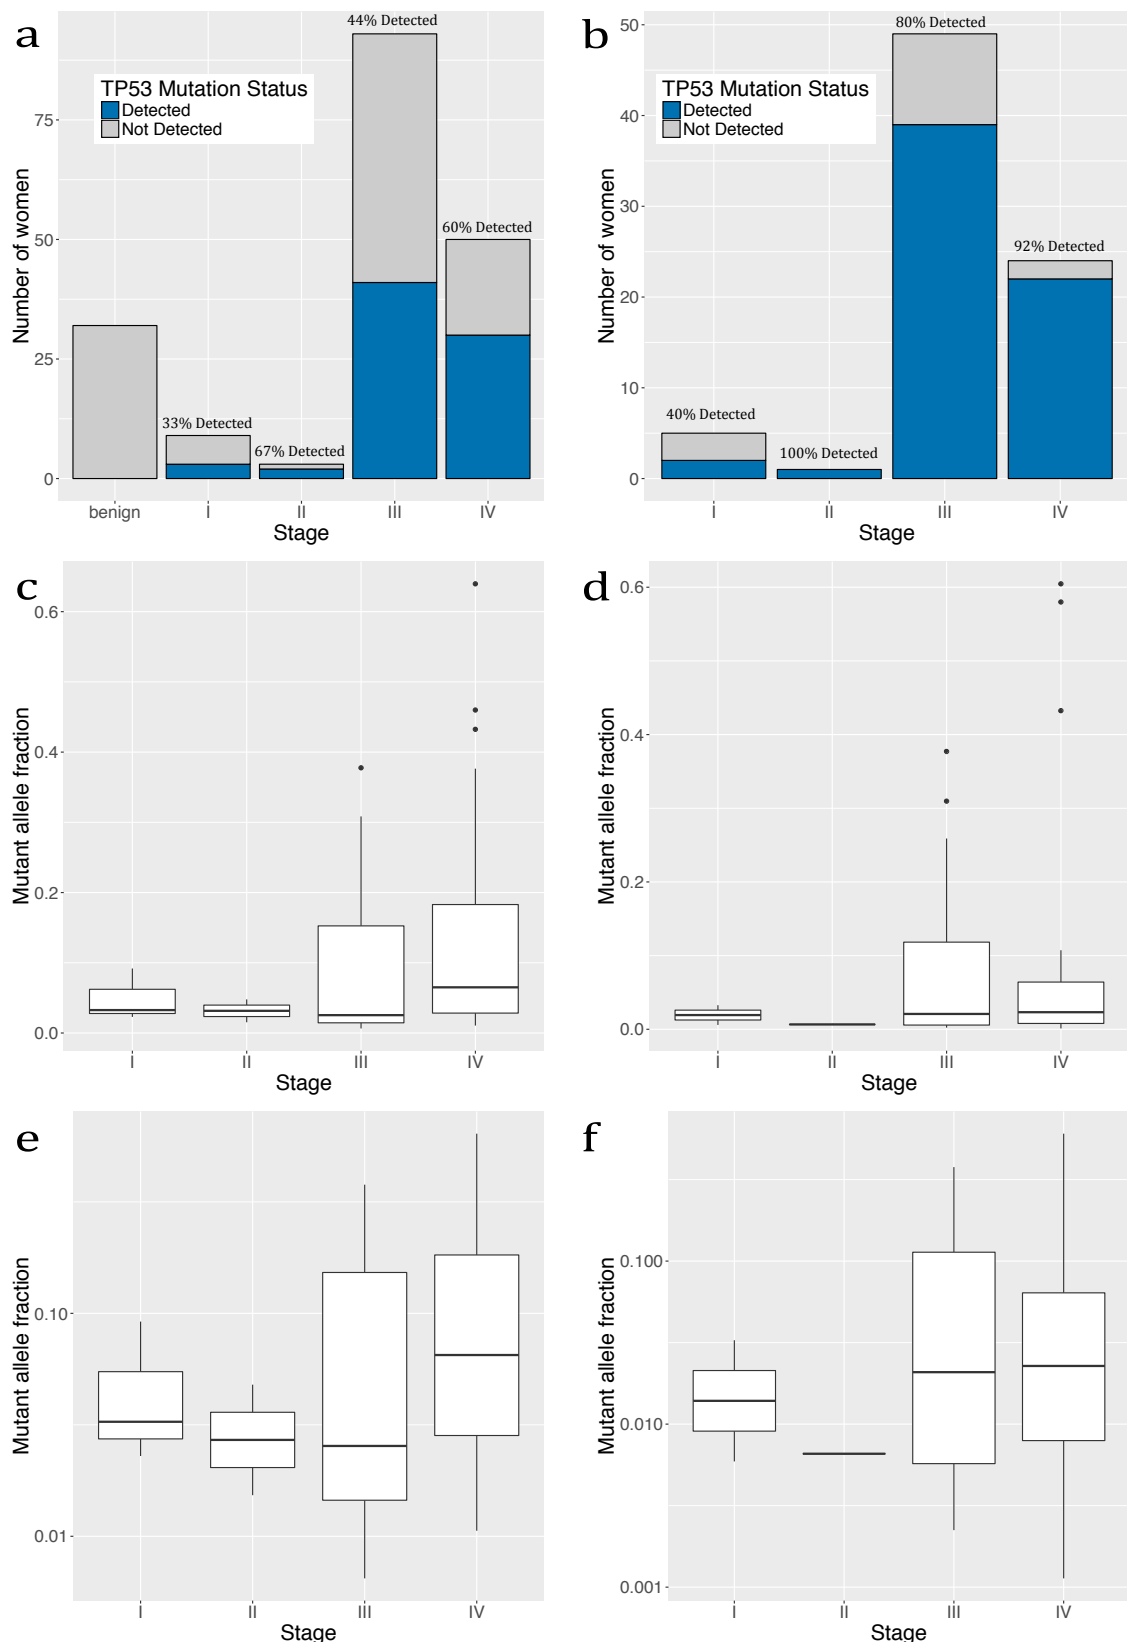 a
44% Detected
TP53 Mutation Status
Detected
Not Detected
60% Detected
33% Detected
67% Detected
Number of women
75
50
25
0
benign
I
II
III
IV
Stage
b
80% Detected
TP53 Mutation Status
Detected
Not Detected
92% Detected
40% Detected
100% Detected
Number of women
50
40
30
20
10
0
I
II
III
IV
Stage
c
Mutant allele fraction
0.6
0.4
0.2
0.0
I
II
III
IV
Stage
d
Mutant allele fraction
0.6
0.4
0.2
0.0
I
II
III
IV
Stage
e
Mutant allele fraction
0.10
0.01
I
II
III
IV
Stage
f
Mutant allele fraction
0.100
0.010
0.001
I
II
III
IV
Stage